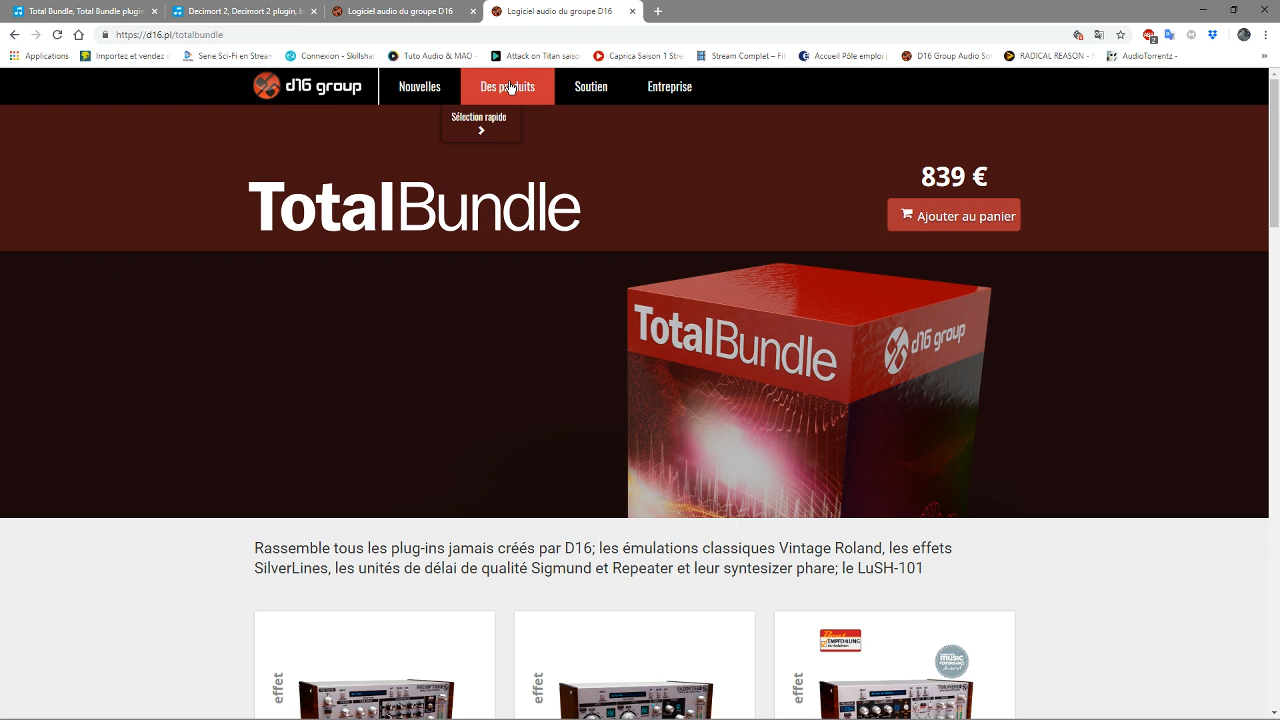 Total Bundle, Total Bundle plugin
Decimort 2, Decimort 2 plugin, b
Logiciel audio du groupe D16
Logiciel audio du groupe D16
https://d16.pl/totalbundle
Applications
Importez et vendez
Serie Sci-Fi en Stream
Connexion - Skillshar
Tuto Audio & MAO -
Attack on Titan saiso
Caprica Saison 1 Stre
Stream Complet – Fil
Accueil Pôle emploi
D16 Group Audio Sof
RADICAL REASON – F
AudioTorrentz -
»
d16 group
Nouvelles
Des produits
Soutien
Entreprise
Sélection rapide
TotalBundle
839 €
Ajouter au panier
TotalBundle
d16 group
Rassemble tous les plug-ins jamais créés par D16; les émulations classiques Vintage Roland, les effets
SilverLines, les unités de délai de qualité Sigmund et Repeater et leur syntesizer phare; le LuSH-101
effet
effet
effet
EMPFEHLUNG
MUSIC